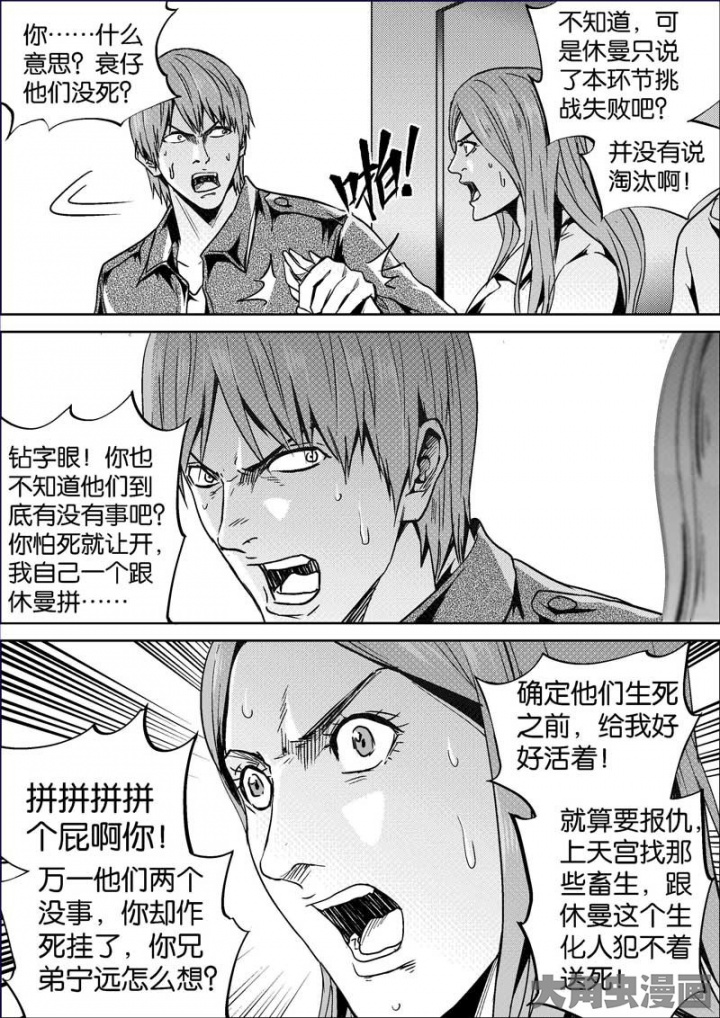 你……什么
意思？衰仔
他们没死？
不知道，可
是休曼只说
了本环节挑
战失败吧？
并没有说
淘汰啊！
啪！
钻字眼！你也
不知道他们到
底有没有事吧？
你怕死就让开，
我自己一个跟
休曼拼……
拼拼拼拼
个屁啊你！
万一他们两个
没事，你却作
死挂了，你兄
弟宁远怎么想？
确定他们生死
之前，给我好
好活着！
就算要报仇，
上天宫找那
些畜生，跟
休曼这个生
化人犯不着
送死！
大角虫漫画